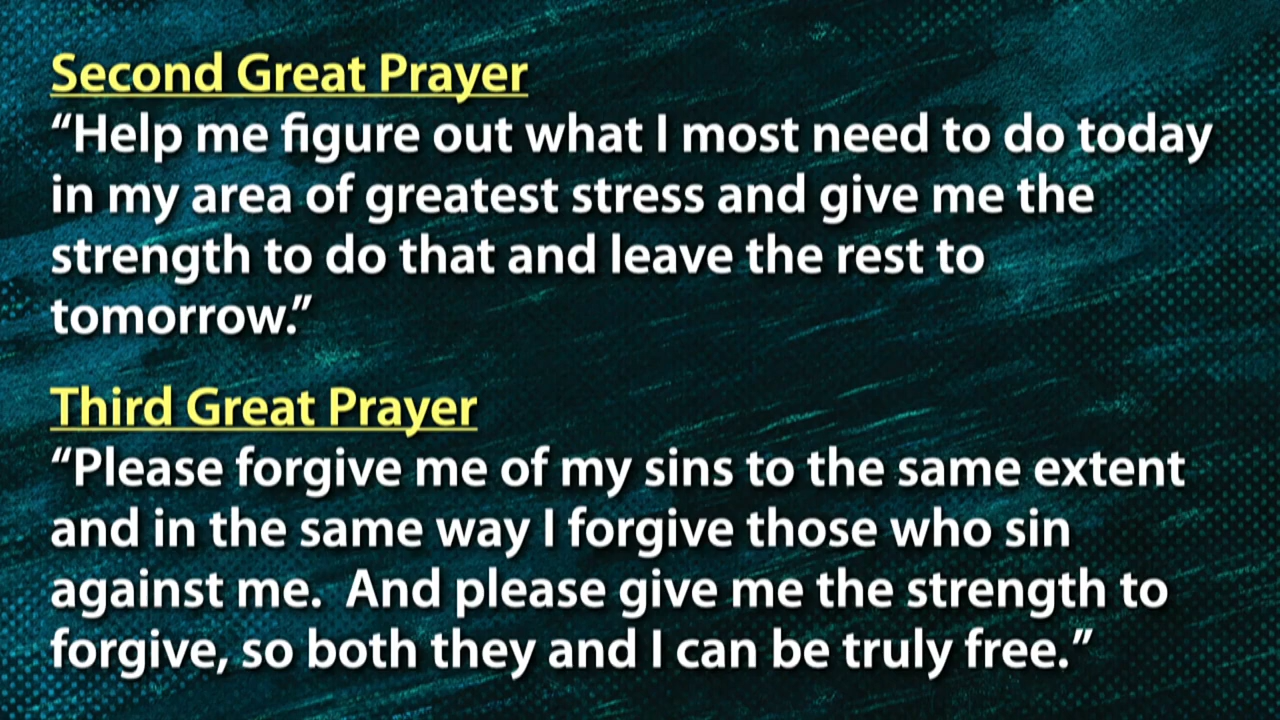 Second Great Prayer
“Help me figure out what I most need to do today
in my area of greatest stress and give me the
strength to do that and leave the rest to
tomorrow.”
Third Great Prayer
“Please forgive me of my sins to the same extent
and in the same way I forgive those who sin
against me.  And please give me the strength to
forgive, so both they and I can be truly free.”